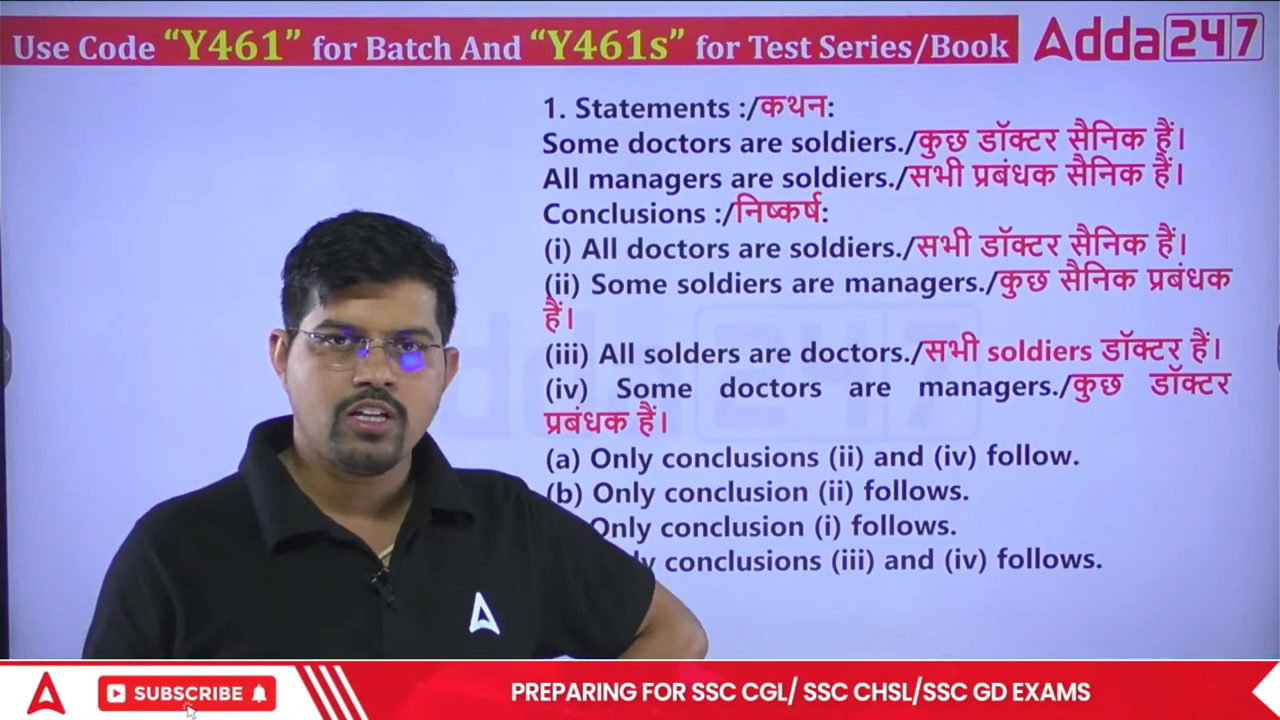 Use Code “Y461” for Batch And “Y461s” for Test Series/Book
Adda247
1. Statements :/कथन:
Some doctors are soldiers./कुछ डॉक्टर सैनिक हैं।
All managers are soldiers./सभी प्रबंधक सैनिक हैं।
Conclusions :/निष्कर्ष:
(i) All doctors are soldiers./सभी डॉक्टर सैनिक हैं।
(ii) Some soldiers are managers./कुछ सैनिक प्रबंधक
हैं।
(iii) All solders are doctors./सभी soldiers डॉक्टर हैं।
(iv) Some doctors are managers./कुछ डॉक्टर
प्रबंधक हैं।
(a) Only conclusions (ii) and (iv) follow.
(b) Only conclusion (ii) follows.
Only conclusion (i) follows.
conclusions (iii) and (iv) follows.
SUBSCRIBE
PREPARING FOR SSC CGL/ SSC CHSL/SSC GD EXAMS